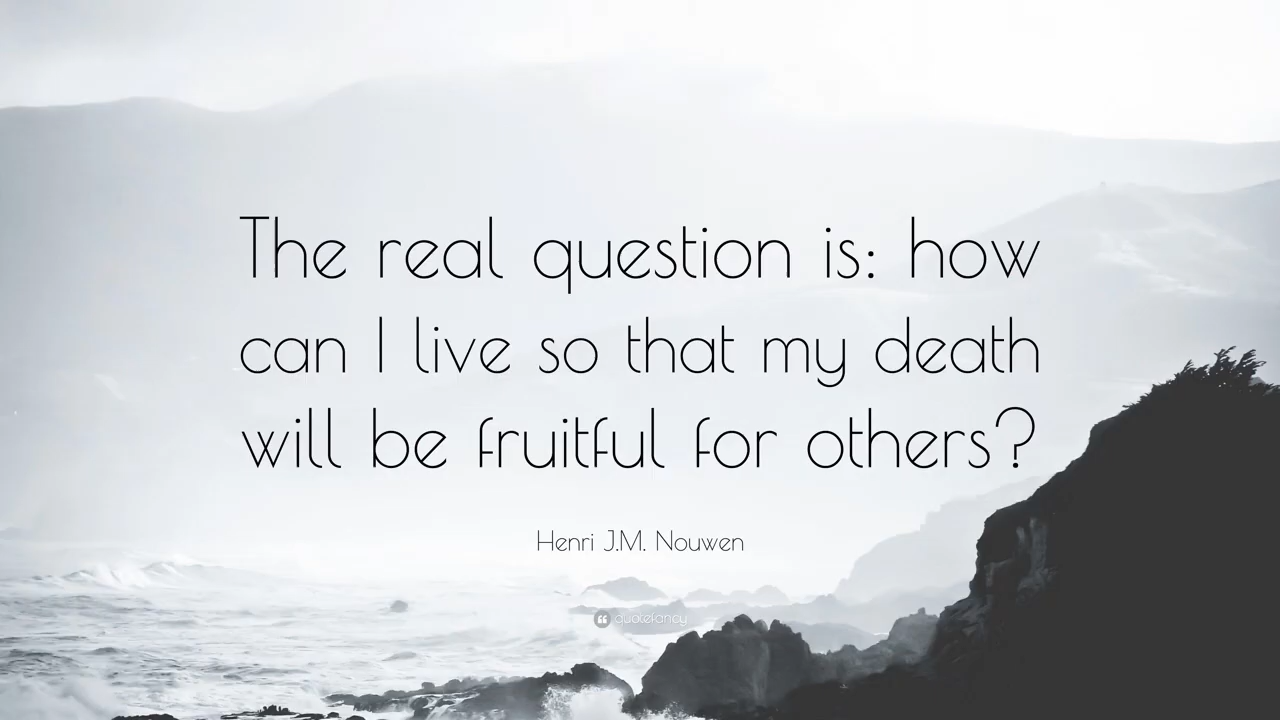 The real question is: how
can I live so that my death
will be fruitful for others?
Henri J.M. Nouwen
quotefancy